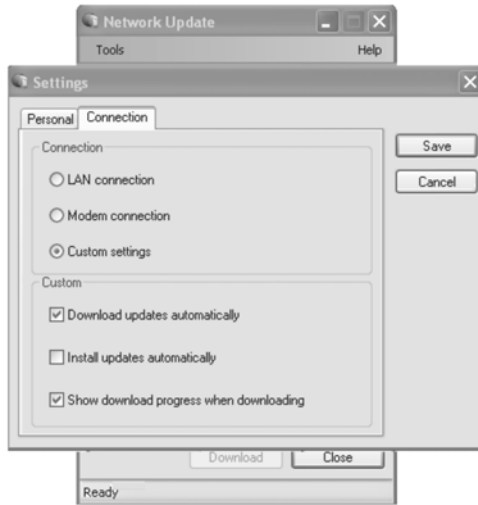 Network Update
Tools Help
Settings
Personal Connection
Connection
LAN connection
Modem connection
Custom settings
Save
Cancel
Custom
Download updates automatically
Install updates automatically
Show download progress when downloading
Download Close
Ready